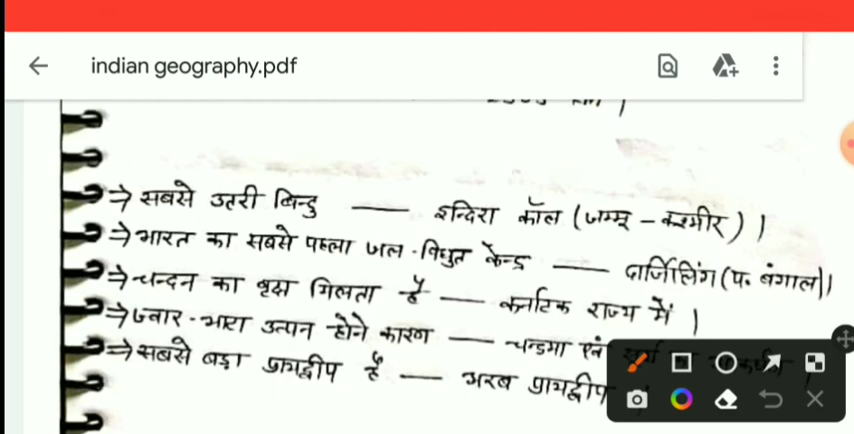 indian geography.pdf
⇒ सबसे उत्तरी बिन्दु — इन्दिरा कॉल (जम्मू - कश्मीर) ।
⇒ भारत का सबसे पहला जल - विधुत केन्द्र — दार्जिलिंग (प. बंगाल) ।
⇒ चन्दन का वृक्ष मिलता है — कर्नाटक राज्य में ।
⇒ ज्वार - भाटा उत्पन होने कारण — चन्द्रमा एवं
⇒ सबसे बड़ा प्रायद्वीप है — अरब प्रायद्वीप